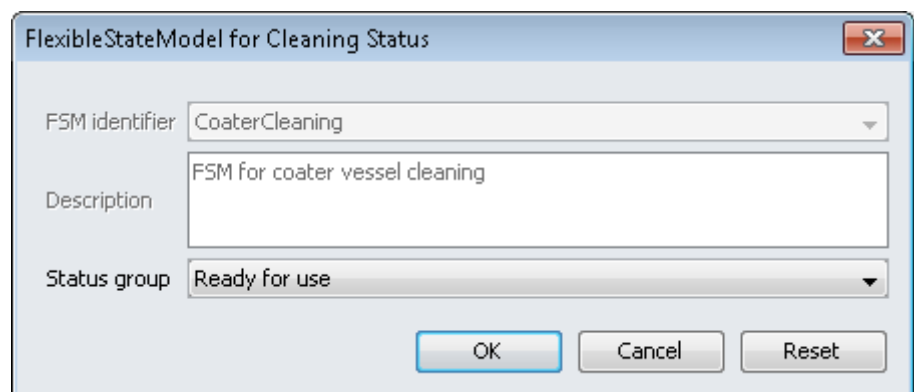 FlexibleStateModel for Cleaning Status
FSM identifier CoaterCleaning
FSM for coater vessel cleaning
Description
Status group Ready for use
OK Cancel Reset